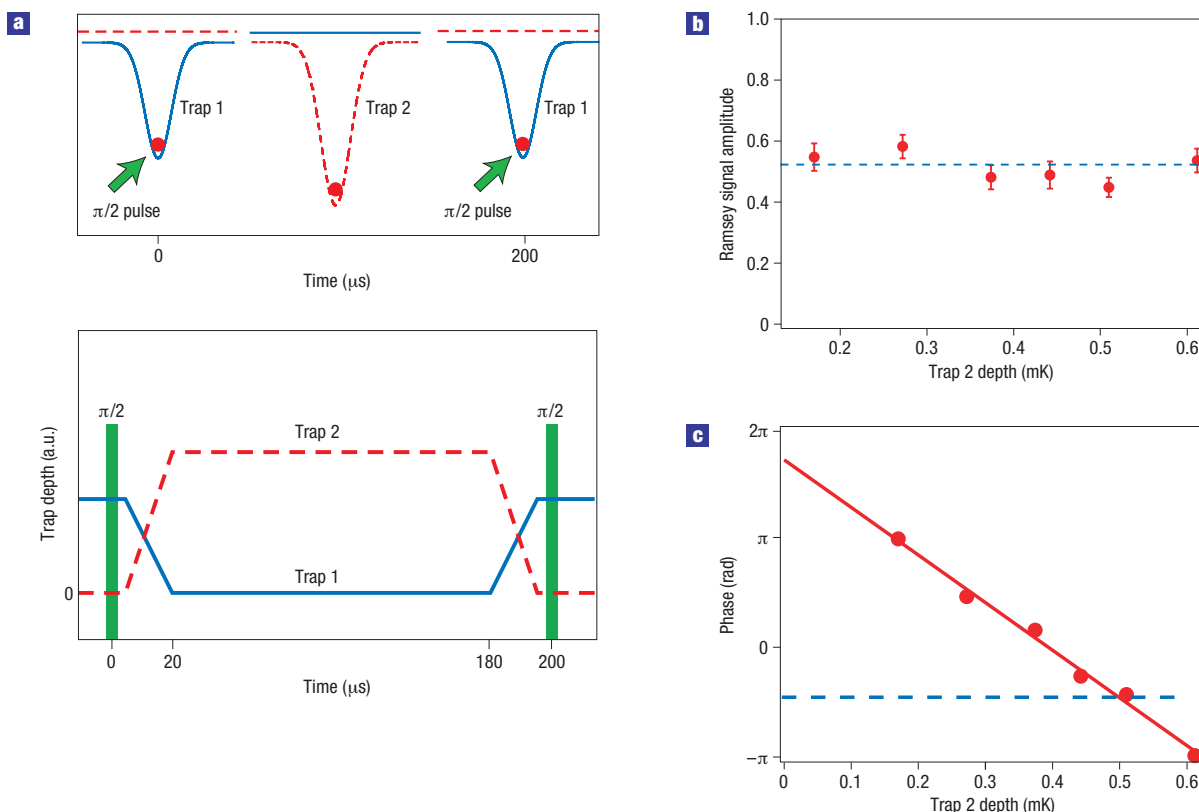 a
Trap 1
Trap 2
Trap 1
π/2 pulse
π/2 pulse
0
200
Time (μs)
π/2
π/2
Trap 2
Trap depth (a.u.)
Trap 1
0
0
20
180
200
Time (μs)
b
1.0
0.8
0.6
0.4
0.2
0
Ramsey signal amplitude
0.2
0.3
0.4
0.5
0.6
Trap 2 depth (mK)
c
2π
π
0
−π
Phase (rad)
0
0.1
0.2
0.3
0.4
0.5
0.6
Trap 2 depth (mK)